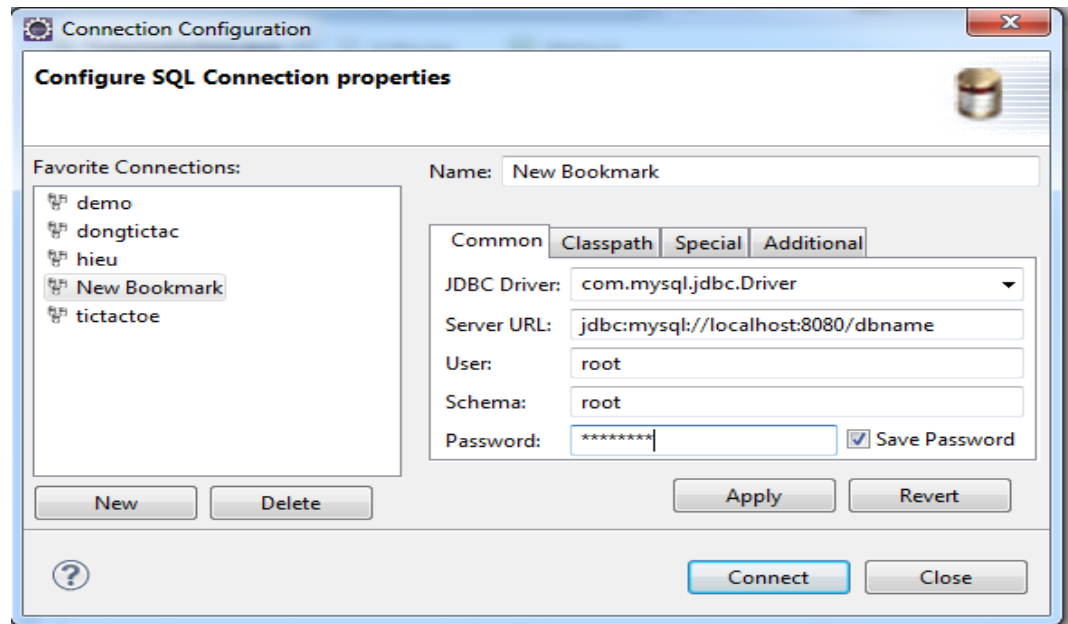 Connection Configuration
Configure SQL Connection properties
Favorite Connections:
demo
dongtictac
hieu
New Bookmark
tictactoe
New
Delete
Name: New Bookmark
Common Classpath Special Additional
JDBC Driver: com.mysql.jdbc.Driver
Server URL: jdbc:mysql://localhost:8080/dbname
User: root
Schema: root
Password: ******** Save Password
Apply
Revert
?
Connect
Close